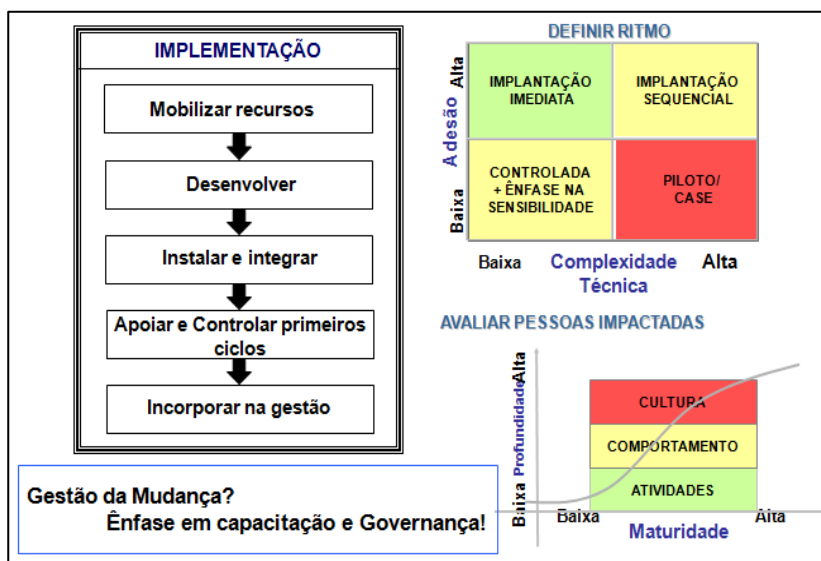 IMPLEMENTAÇÃO
Mobilizar recursos
Desenvolver
Instalar e integrar
Apoiar e Controlar primeiros
ciclos
Incorporar na gestão
Gestão da Mudança?
Ênfase em capacitação e Governança!
DEFINIR RITMO
Adesão
Alta
Baixa
IMPLANTAÇÃO
IMEDIATA
IMPLANTAÇÃO
SEQUENCIAL
CONTROLADA
+ ÊNFASE NA
SENSIBILIDADE
PILOTO/
CASE
Baixa
Complexidade
Técnica
Alta
AVALIAR PESSOAS IMPACTADAS
Profundidade
Alta
Baixa
CULTURA
COMPORTAMENTO
ATIVIDADES
Baixa
Maturidade
Alta